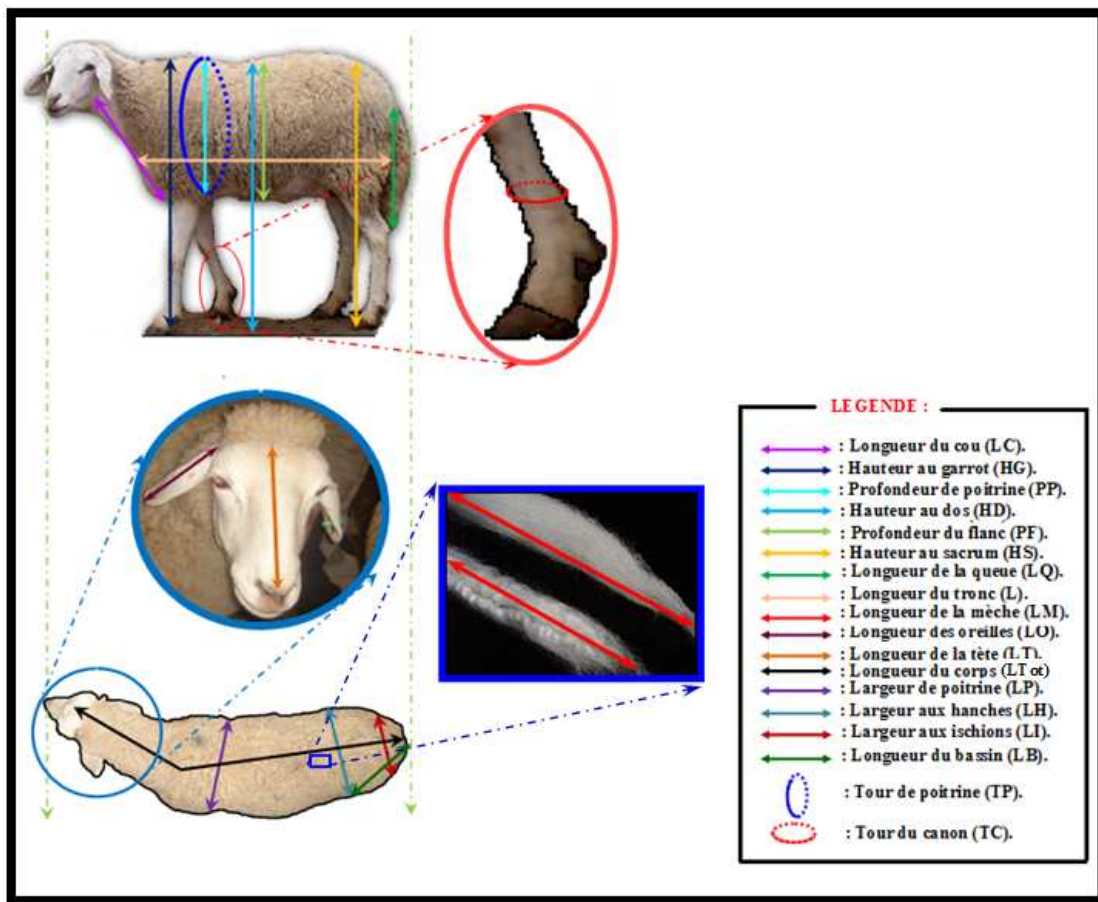 LEGENDE :
: Longueur du cou (LC).
: Hauteur au garrot (HG).
: Profondeur de poitrine (PP).
: Hauteur au dos (HD).
: Profondeur du flanc (PF).
: Hauteur au sacrum (HS).
: Longueur de la queue (LQ).
: Longueur du tronc (L).
: Longueur de la mèche (LM).
: Longueur des oreilles (LO).
: Longueur de la tète (LT).
: Longueur du corps (LTot)
: Largeur de poitrine (LP).
: Largeur aux hanches (LH).
: Largeur aux ischions (LI).
: Longueur du bassin (LB).
: Tour de poitrine (TP).
: Tour du canon (TC).